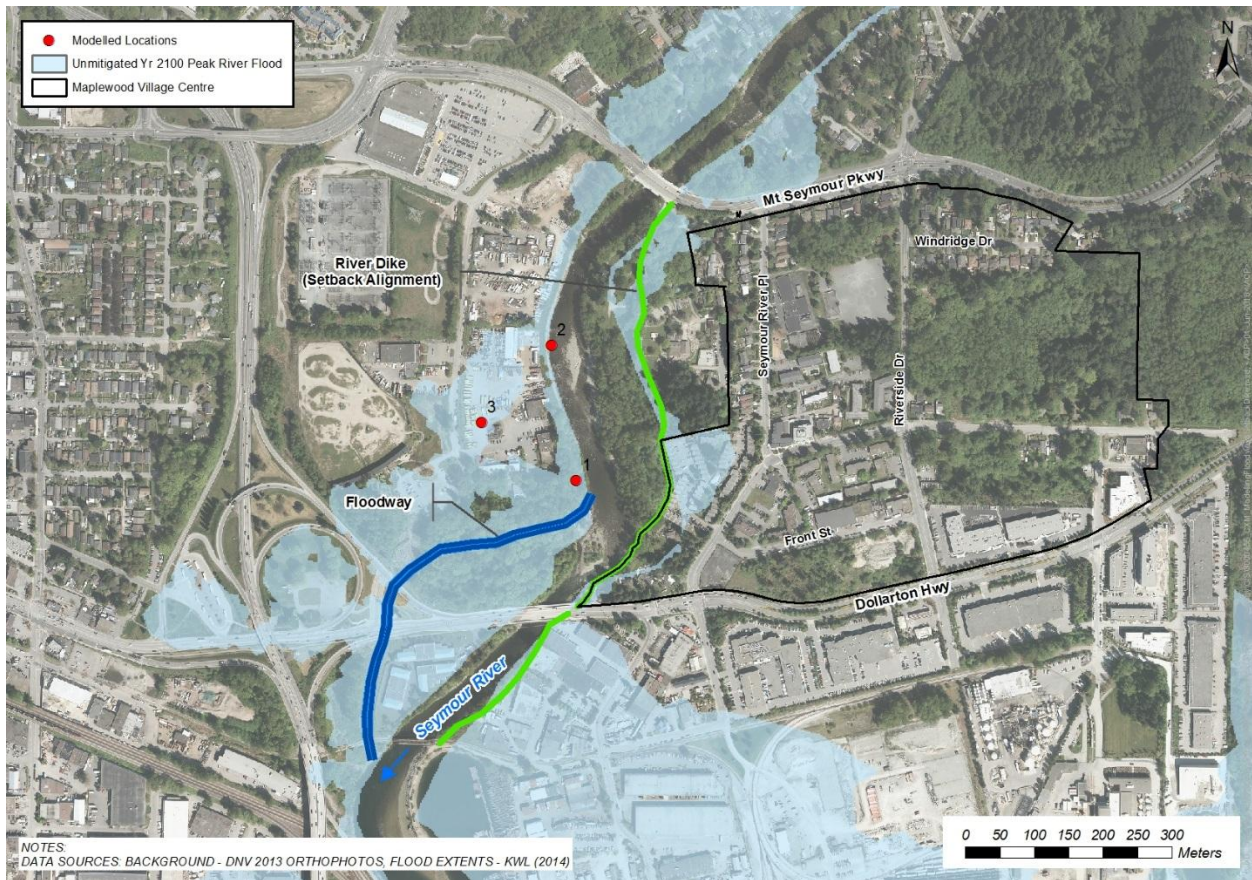 Modelled Locations
Unmitigated Yr 2100 Peak River Flood
Maplewood Village Centre
N
Mt Seymour Pkwy
Windridge Dr
River Dike
(Setback Alignment)
Seymour River Pl
Riverside Dr
2
3
1
Floodway
Front St
Dollarton Hwy
Seymour River
0 50 100 150 200 250 300
Meters
NOTES:
DATA SOURCES: BACKGROUND - DNV 2013 ORTHOPHOTOS, FLOOD EXTENTS - KWL (2014)